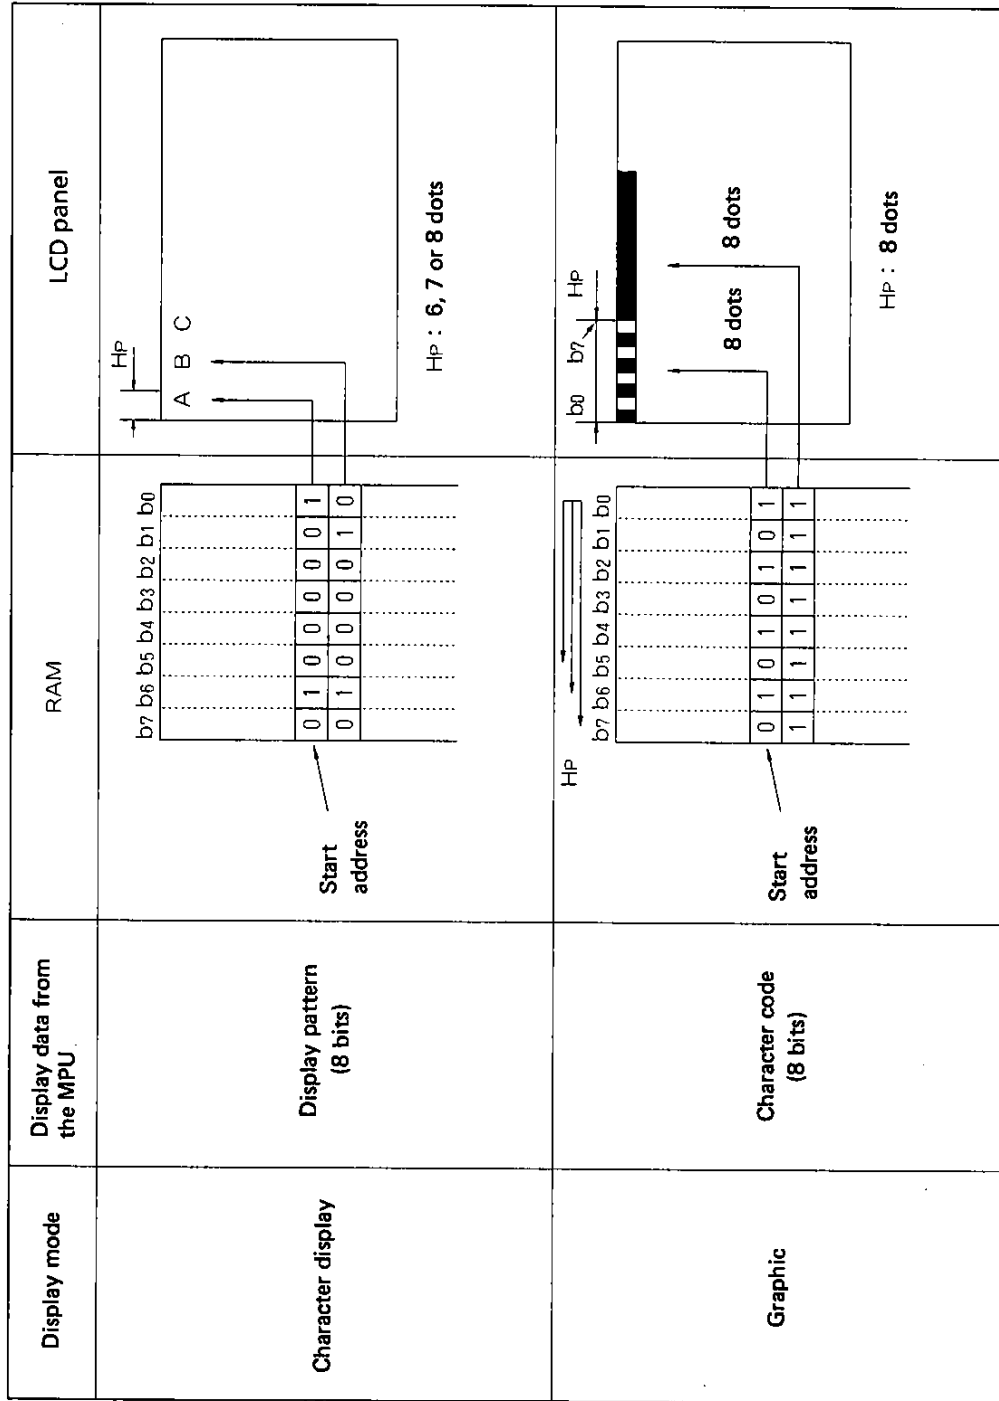 Display mode
Display data from
the MPU
RAM
LCD panel
Character display
Display pattern
(8 bits)
b7 b6 b5 b4 b3 b2 b1 b0
0 1 0 0 0 0 0 1
0 1 0 0 0 0 1 0
Start
address
HP
A B C
HP : 6, 7 or 8 dots
Graphic
Character code
(8 bits)
HP
b7 b6 b5 b4 b3 b2 b1 b0
0 1 0 1 0 1 0 1
1 1 1 1 1 1 1 1
Start
address
b0 b7 HP
8 dots 8 dots
HP : 8 dots